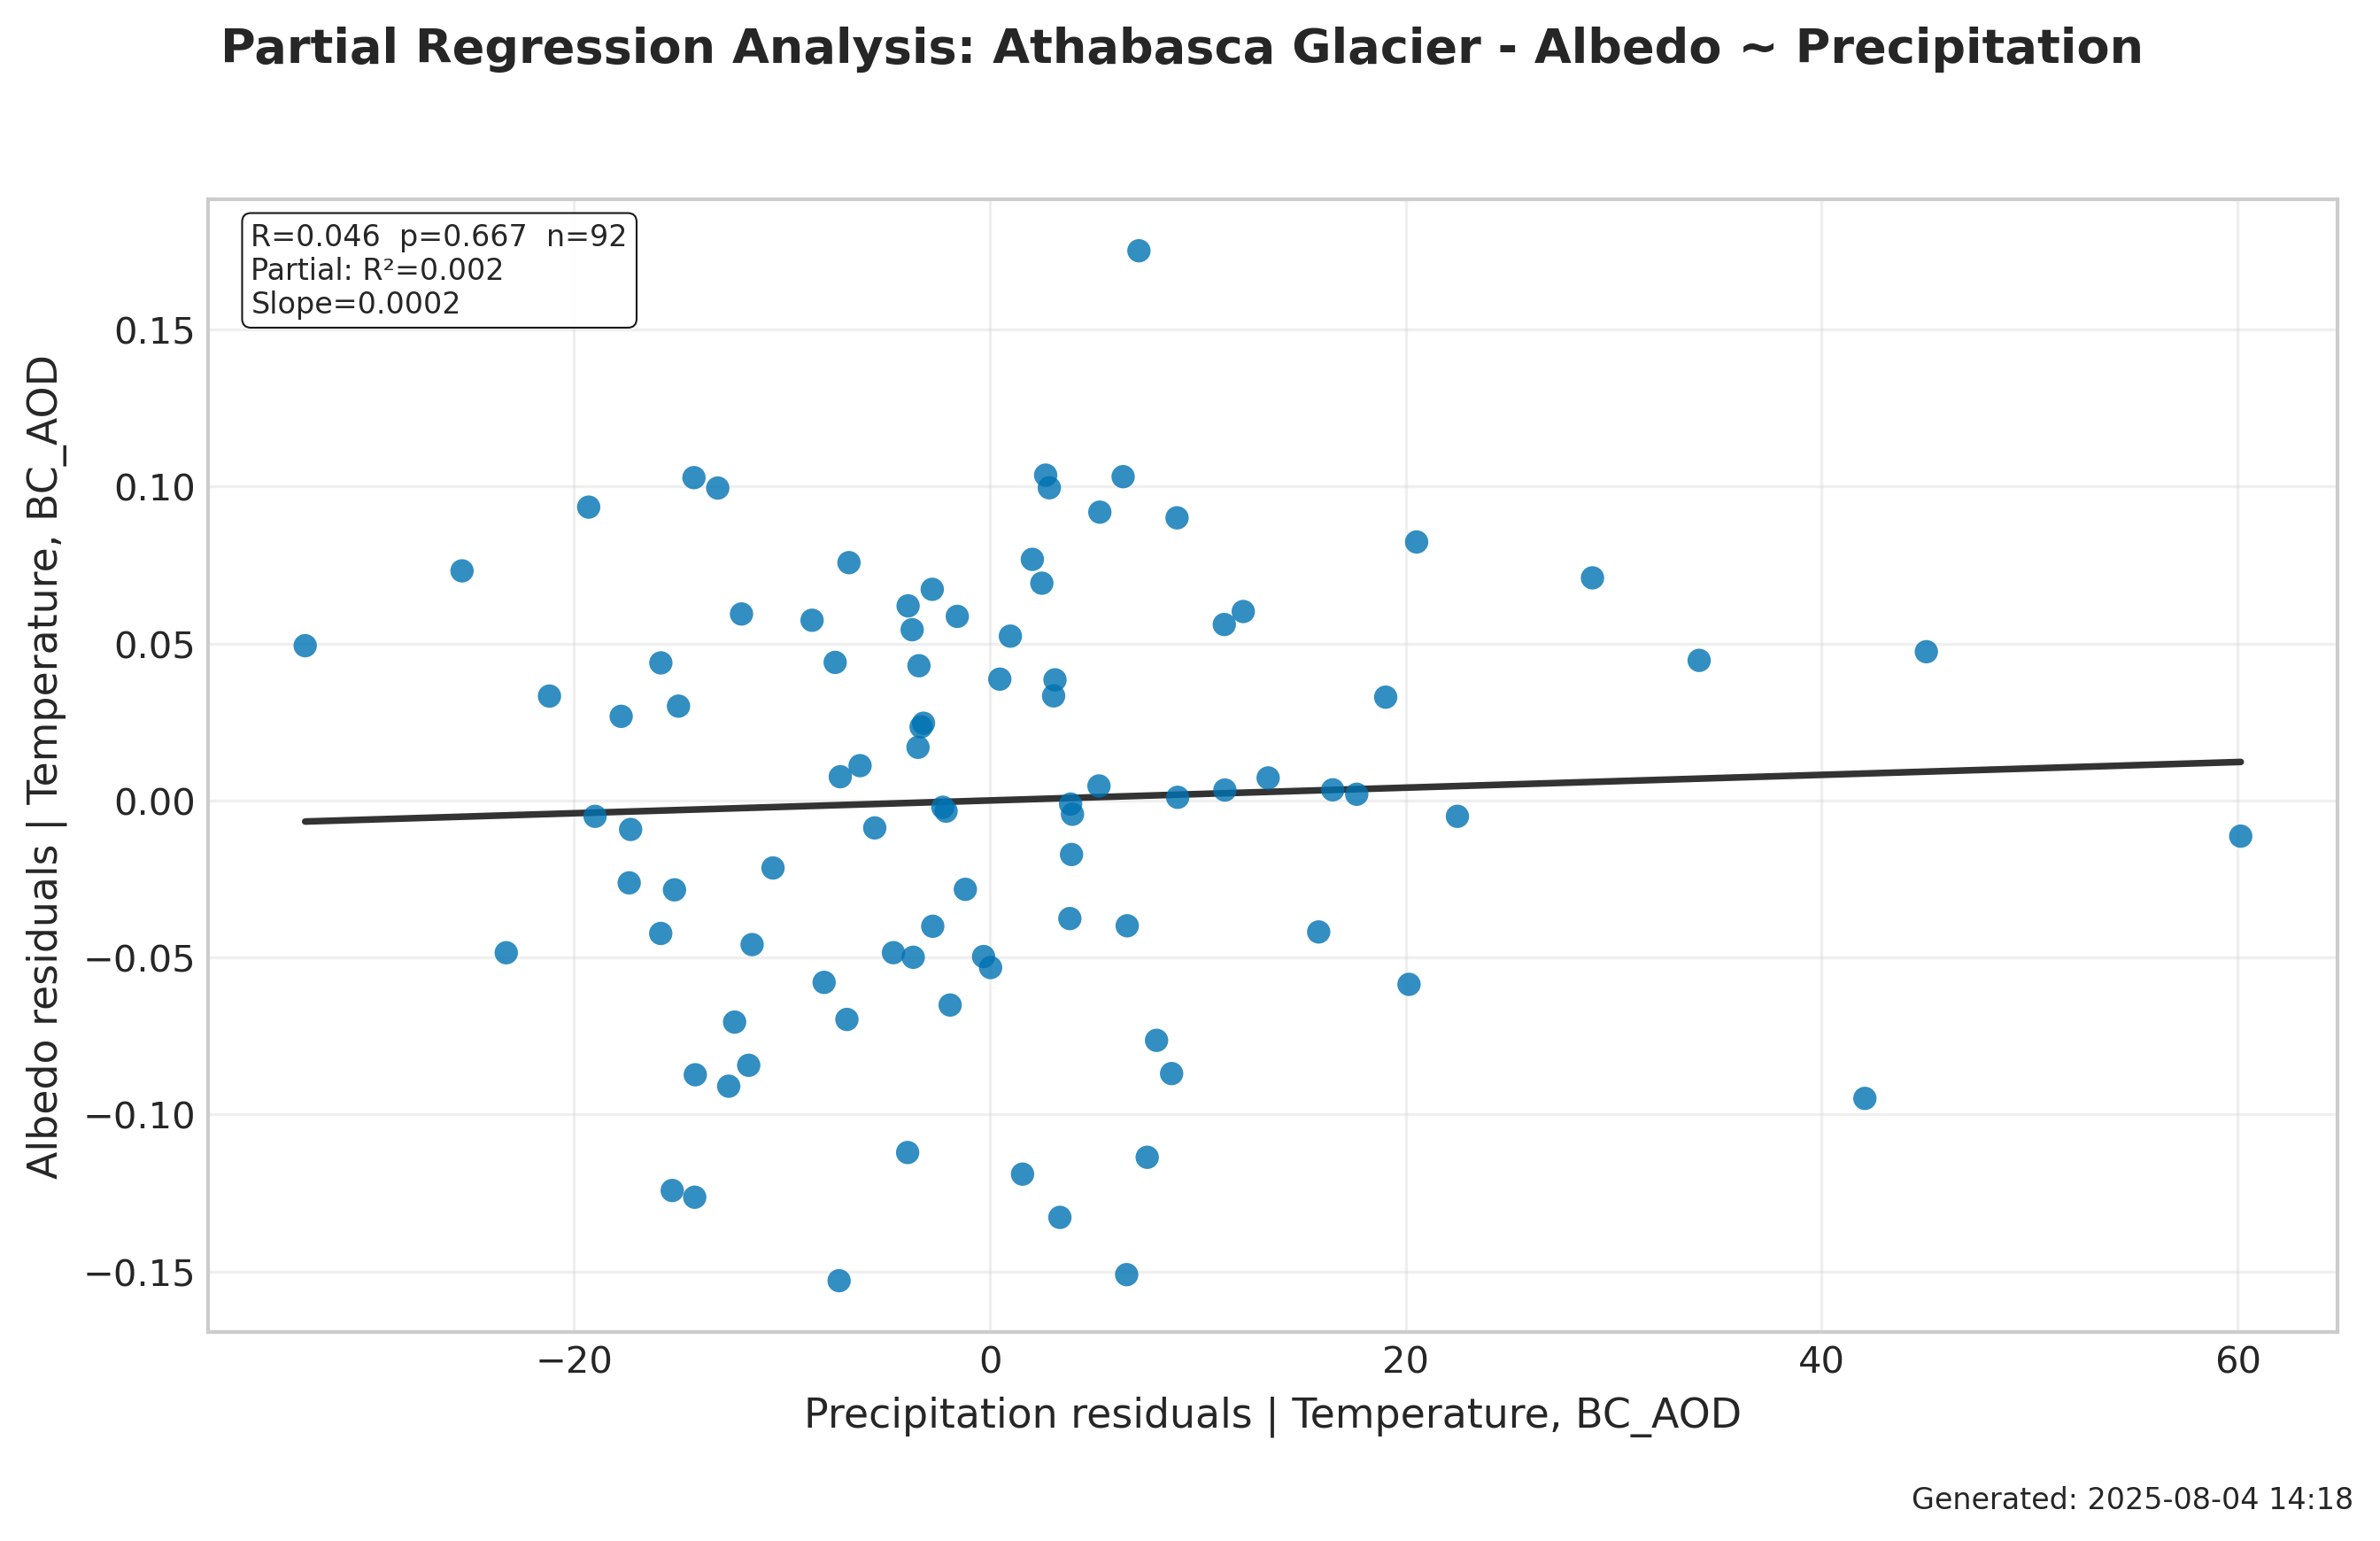 Partial Regression Analysis: Athabasca Glacier - Albedo ~ Precipitation
R=0.046  p=0.667  n=92
Partial: R²=0.002
Slope=0.0002
Albedo residuals | Temperature, BC_AOD
0.15
0.10
0.05
0.00
−0.05
−0.10
−0.15
−20
0
20
40
60
Precipitation residuals | Temperature, BC_AOD
Generated: 2025-08-04 14:18